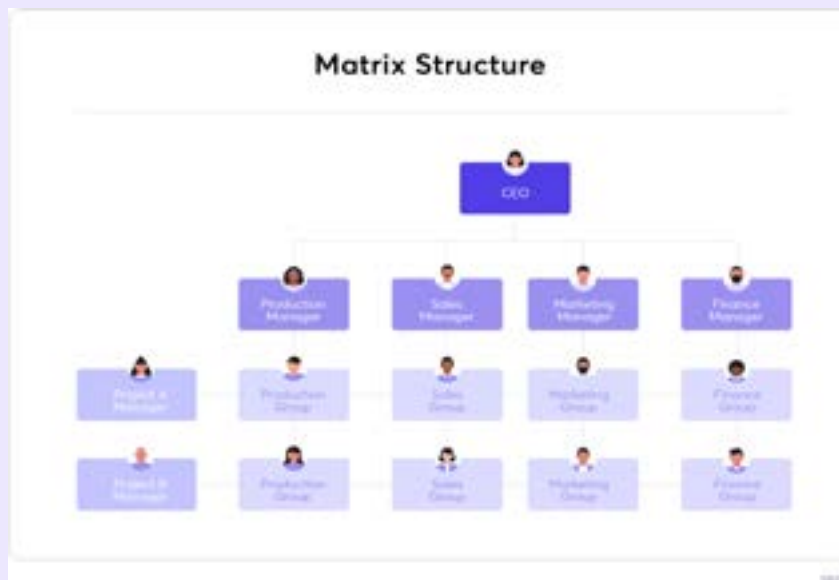 Matrix Structure
CEO
Production
Manager
Sales
Manager
Marketing
Manager
Finance
Manager
Project A
Manager
Production
Group
Sales
Group
Marketing
Group
Finance
Group
Project B
Manager
Production
Group
Sales
Group
Marketing
Group
Finance
Group